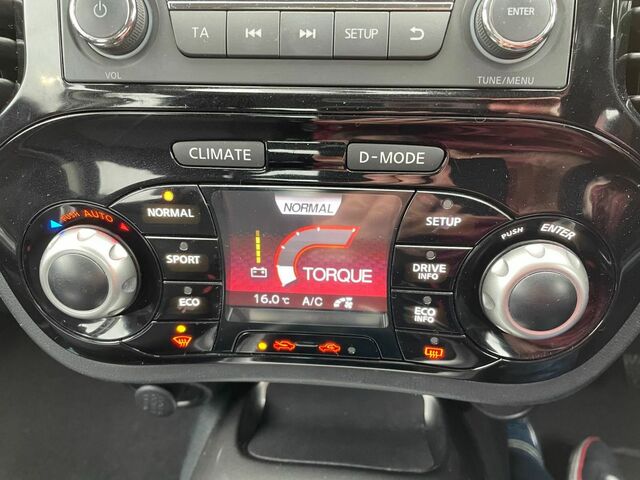 TA SETUP
VOL
ENTER
TUNE/MENU
CLIMATE
D-MODE
PUSH AUTO
NORMAL
SPORT
ECO
NORMAL
TORQUE
16.0°C A/C
SETUP
DRIVE
INFO
ECO
INFO
PUSH ENTER